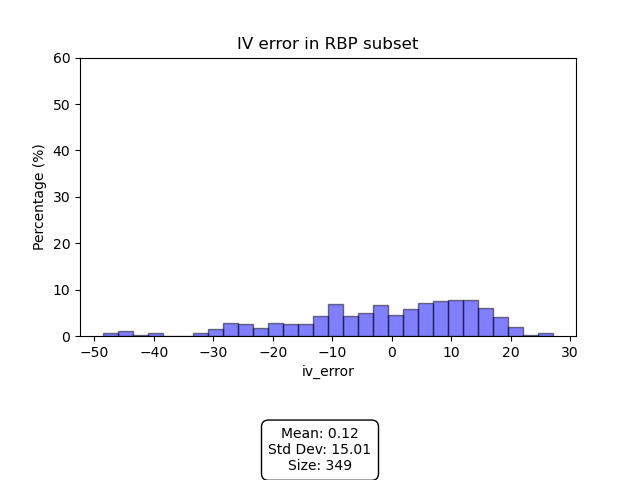 IV error in RBP subset
60
50
40
30
20
10
0
Percentage (%)
−50 −40 −30 −20 −10 0 10 20 30
iv_error
Mean: 0.12
Std Dev: 15.01
Size: 349